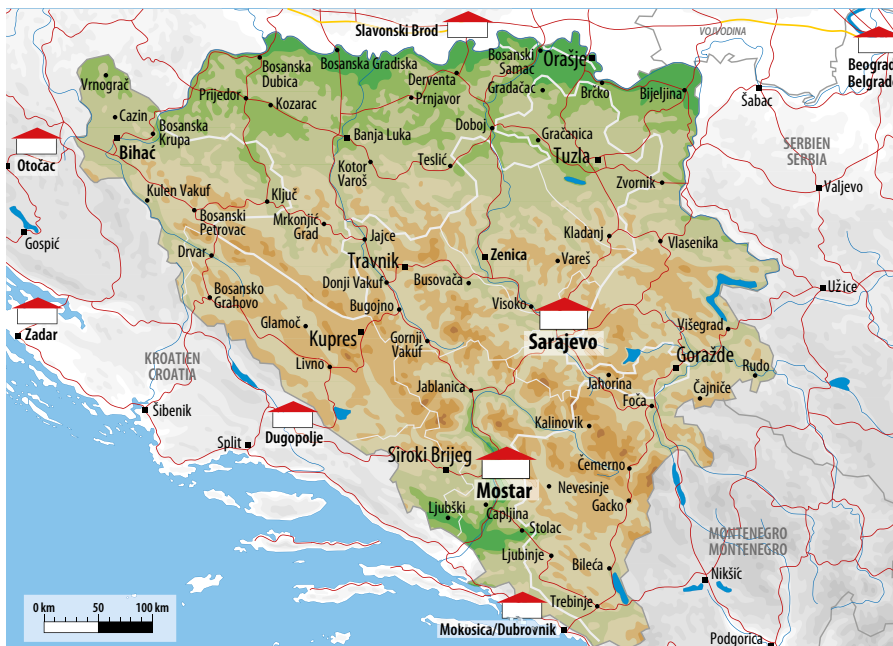 Slavonski Brod
VOJVODINA
Beograd
Belgrade
Vrnograč
Bosanska
Dubica
Bosanska Gradiska
Derventa
Bosanski
Samac
Orašje
Gradačac
Brčko
Bijeljina
Šabac
Prijedor
Kozarac
Prnjavor
Cazin
Bosanska
Krupa
Bihać
Banja Luka
Doboj
Gračanica
Tuzla
SERBIEN
SERBIA
Otočac
Kotor
Varoš
Teslić
Zvornik
Valjevo
Kulen Vakuf
Ključ
Bosanski
Petrovac
Mrkonjić
Grad
Gospić
Jajce
Kladanj
Vlasenika
Drvar
Travnik
Zenica
Vareš
Bosansko
Grahovo
Donji Vakuf
Busovača
Užice
Bugojno
Visoko
Zadar
Glamoč
Kupres
Gornji
Vakuf
Sarajevo
Višegrad
KROATIEN
CROATIA
Livno
Goražde
Rudo
Jablanica
Jahorina
Čajniče
Foča
Šibenik
Dugopolje
Kalinovik
Split
Siroki Brijeg
Čemerno
Mostar
Nevesinje
Gacko
Ljubški
Capljina
Stolac
MONTENEGRO
MONTENEGRO
Ljubinje
Bileća
Nikšić
0 km
50
100 km
Trebinje
Mokosica/Dubrovnik
Podgorica